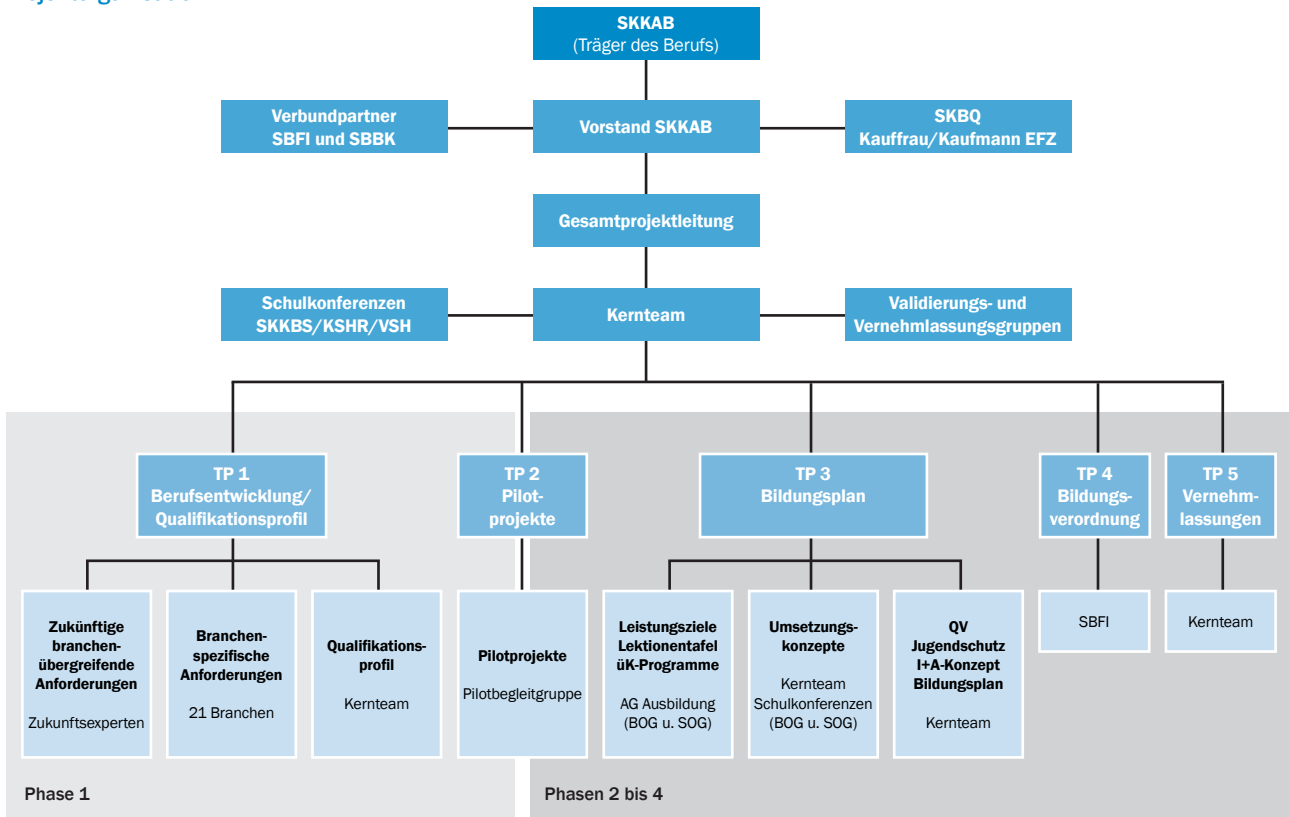 SKKAB
(Träger des Berufs)
Verbundpartner
SBFI und SBBK
Vorstand SKKAB
SKBQ
Kauffrau/Kaufmann EFZ
Gesamtprojektleitung
Schulkonferenzen
SKKBS/KSHR/VSH
Kernteam
Validierungs- und
Vernehmlassungsgruppen
TP 1
Berufsentwicklung/
Qualifikationsprofil
TP 2
Pilot-
projekte
TP 3
Bildungsplan
TP 4
Bildungs-
verordnung
TP 5
Vernehm-
lassungen
Zukünftige
branchen-
übergreifende
Anforderungen
Zukunftsexperten
Branchen-
spezifische
Anforderungen
21 Branchen
Qualifikations-
profil
Kernteam
Pilotprojekte
Pilotbegleitgruppe
Leistungsziele
Lektionentafel
üK-Programme
AG Ausbildung
(BOG u. SOG)
Umsetzungs-
konzepte
Kernteam
Schulkonferenzen
(BOG u. SOG)
QV
Jugendschutz
I+A-Konzept
Bildungsplan
Kernteam
SBFI
Kernteam
Phase 1
Phasen 2 bis 4